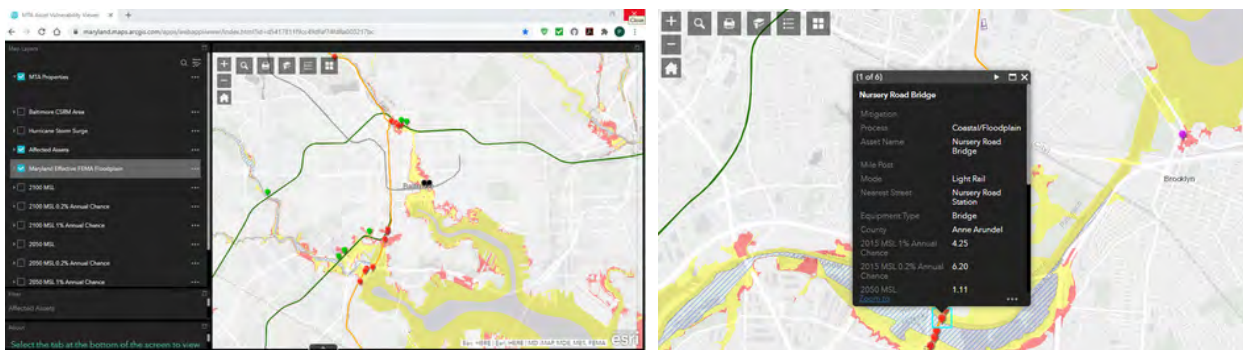 MTA Asset Vulnerability Viewer
Close
Map Layers
MTA Properties
Baltimore CSRM Area
Hurricane Storm Surge
Affected Assets
Maryland Effective FEMA Floodplain
2100 MSL
2100 MSL 0.2% Annual Chance
2100 MSL 1% Annual Chance
2050 MSL
2050 MSL 0.2% Annual Chance
2050 MSL 1% Annual Chance
Filter
Affected Assets
About
Select the tab at the bottom of the screen to view
esri
(1 of 6)
Nursery Road Bridge
Mitigation
Process Coastal/Floodplain
Asset Name Nursery Road
Bridge
Mile Post
Mode Light Rail
Nearest Street Nursery Road
Station
Equipment Type Bridge
County Anne Arundel
2015 MSL 1% Annual 4.25
Chance
2015 MSL 0.2% Annual 6.20
Chance
2050 MSL 1.11
Zoom to
Brooklyn